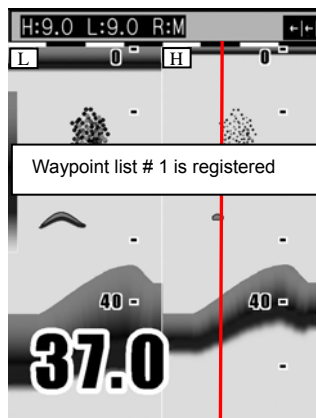 H:9.0 L:9.0 R:M
L 0 H 0
Waypoint list # 1 is registered
40 40
37.0